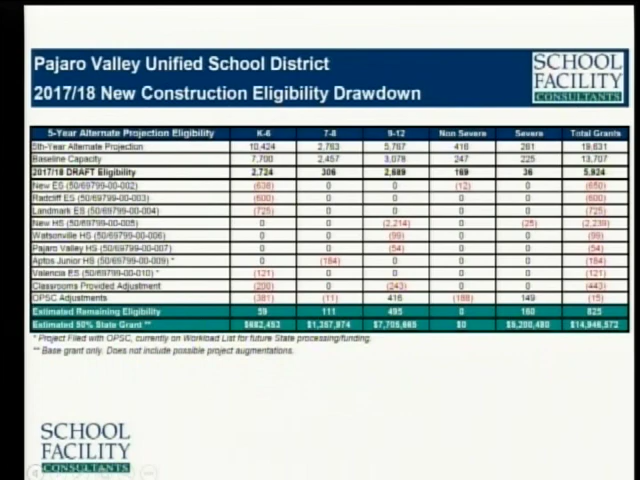 Pajaro Valley Unified School District
2017/18 New Construction Eligibility Drawdown
SCHOOL
FACILITY
CONSULTANTS
5-Year Alternate Projection Eligibility K-6 7-8 9-12 Non Severe Severe Total Grants
5th-Year Alternate Projection 10,424 2,763 5,767 416 261 19,631
Baseline Capacity 7,700 2,457 3,078 247 225 13,707
2017/18 DRAFT Eligibility 2,724 306 2,689 169 36 5,924
New ES (50/69799-00-002) (638) 0 0 (12) 0 (650)
Radcliff ES (50/69799-00-003) (600) 0 0 0 0 (600)
Landmark ES (50/69799-00-004) (725) 0 0 0 0 (725)
New HS (50/69799-00-005) 0 0 (2,214) 0 (25) (2,239)
Watsonville HS (50/69799-00-006) 0 0 (99) 0 0 (99)
Pajaro Valley HS (50/69799-00-007) 0 0 (54) 0 0 (54)
Aptos Junior HS (50/69799-00-009) * 0 (184) 0 0 0 (184)
Valencia ES (50/69799-00-010) * (121) 0 0 0 0 (121)
Classrooms Provided Adjustment (200) 0 (243) 0 0 (443)
OPSC Adjustments (381) (11) 416 (188) 149 (15)
Estimated Remaining Eligibility 59 111 495 0 160 825
Estimated 50% State Grant ** $682,453 $1,357,974 $7,705,665 $0 $5,200,480 $14,946,572
* Project Filed with OPSC, currently on Workload List for future State processing/funding.
** Base grant only. Does not include possible project augmentations.
SCHOOL
FACILITY
CONSULTANTS